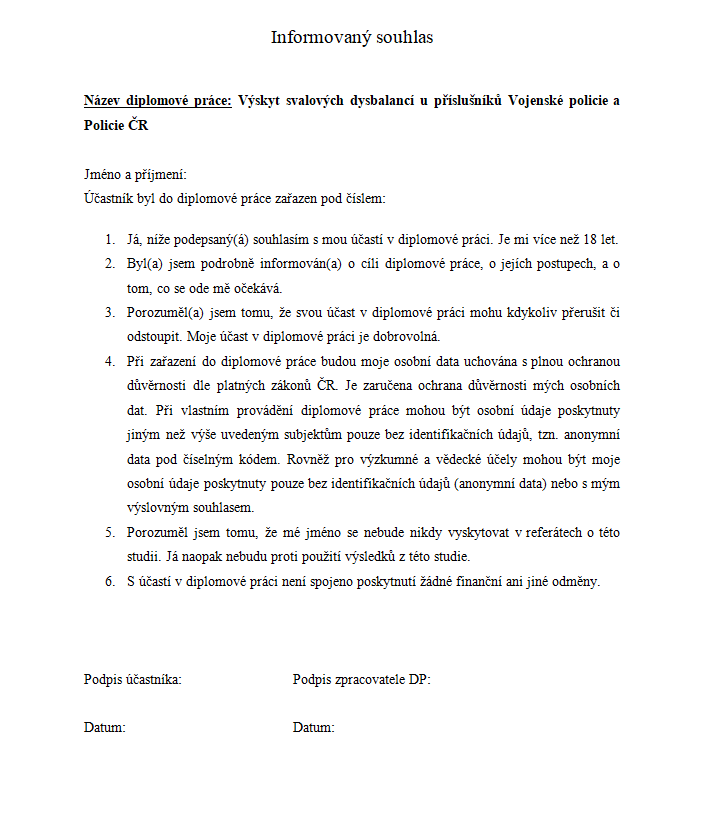 Informovaný souhlas
Název diplomové práce: Výskyt svalových dysbalancí u příslušníků Vojenské policie a
Policie ČR
Jméno a příjmení:
Účastník byl do diplomové práce zařazen pod číslem:
1. Já, níže podepsaný(á) souhlasím s mou účastí v diplomové práci. Je mi více než 18 let.
2. Byl(a) jsem podrobně informován(a) o cíli diplomové práce, o jejích postupech, a o
tom, co se ode mě očekává.
3. Porozuměl(a) jsem tomu, že svou účast v diplomové práci mohu kdykoliv přerušit či
odstoupit. Moje účast v diplomové práci je dobrovolná.
4. Při zařazení do diplomové práce budou moje osobní data uchována s plnou ochranou
důvěrnosti dle platných zákonů ČR. Je zaručena ochrana důvěrnosti mých osobních
dat. Při vlastním provádění diplomové práce mohou být osobní údaje poskytnuty
jiným než výše uvedeným subjektům pouze bez identifikačních údajů, tzn. anonymní
data pod číselným kódem. Rovněž pro výzkumné a vědecké účely mohou být moje
osobní údaje poskytnuty pouze bez identifikačních údajů (anonymní data) nebo s mým
výslovným souhlasem.
5. Porozuměl jsem tomu, že mé jméno se nebude nikdy vyskytovat v referátech o této
studii. Já naopak nebudu proti použití výsledků z této studie.
6. S účastí v diplomové práci není spojeno poskytnutí žádné finanční ani jiné odměny.
Podpis účastníka: Podpis zpracovatele DP:
Datum: Datum: